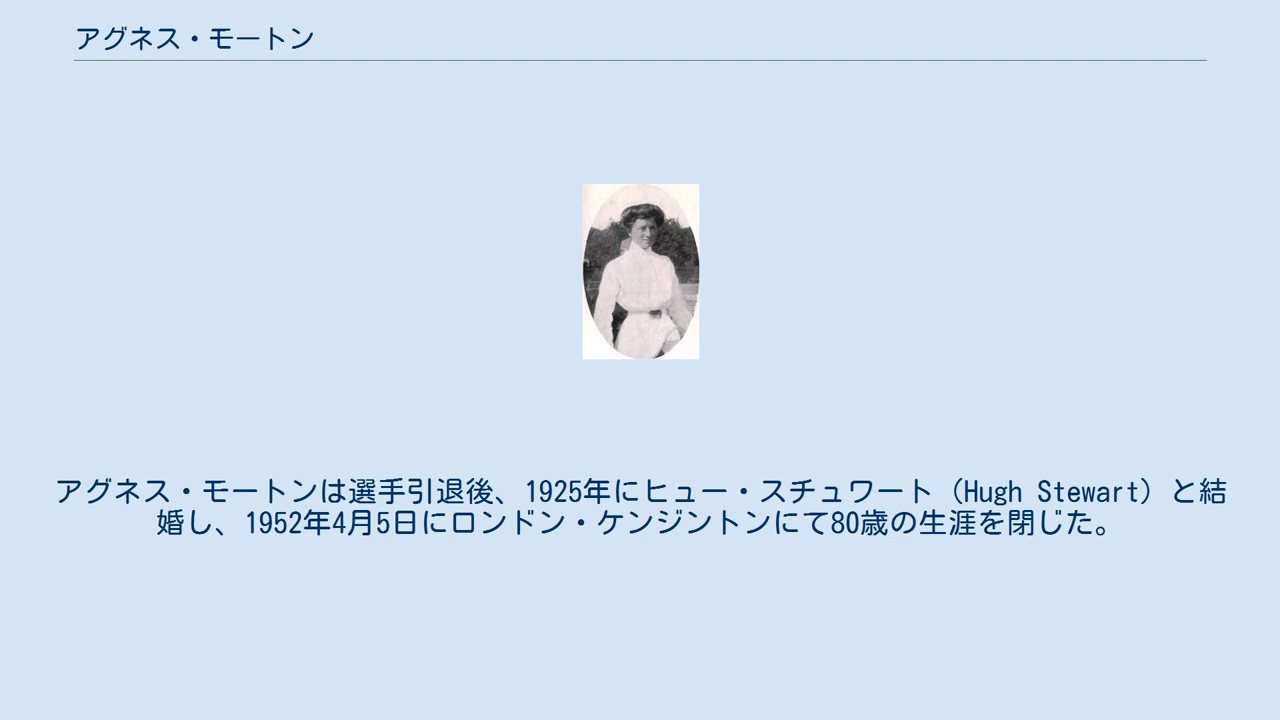 アグネス・モートン
アグネス・モートンは選手引退後、1925年にヒュー・スチュワート（Hugh Stewart）と結
婚し、1952年4月5日にロンドン・ケンジントンにて80歳の生涯を閉じた。